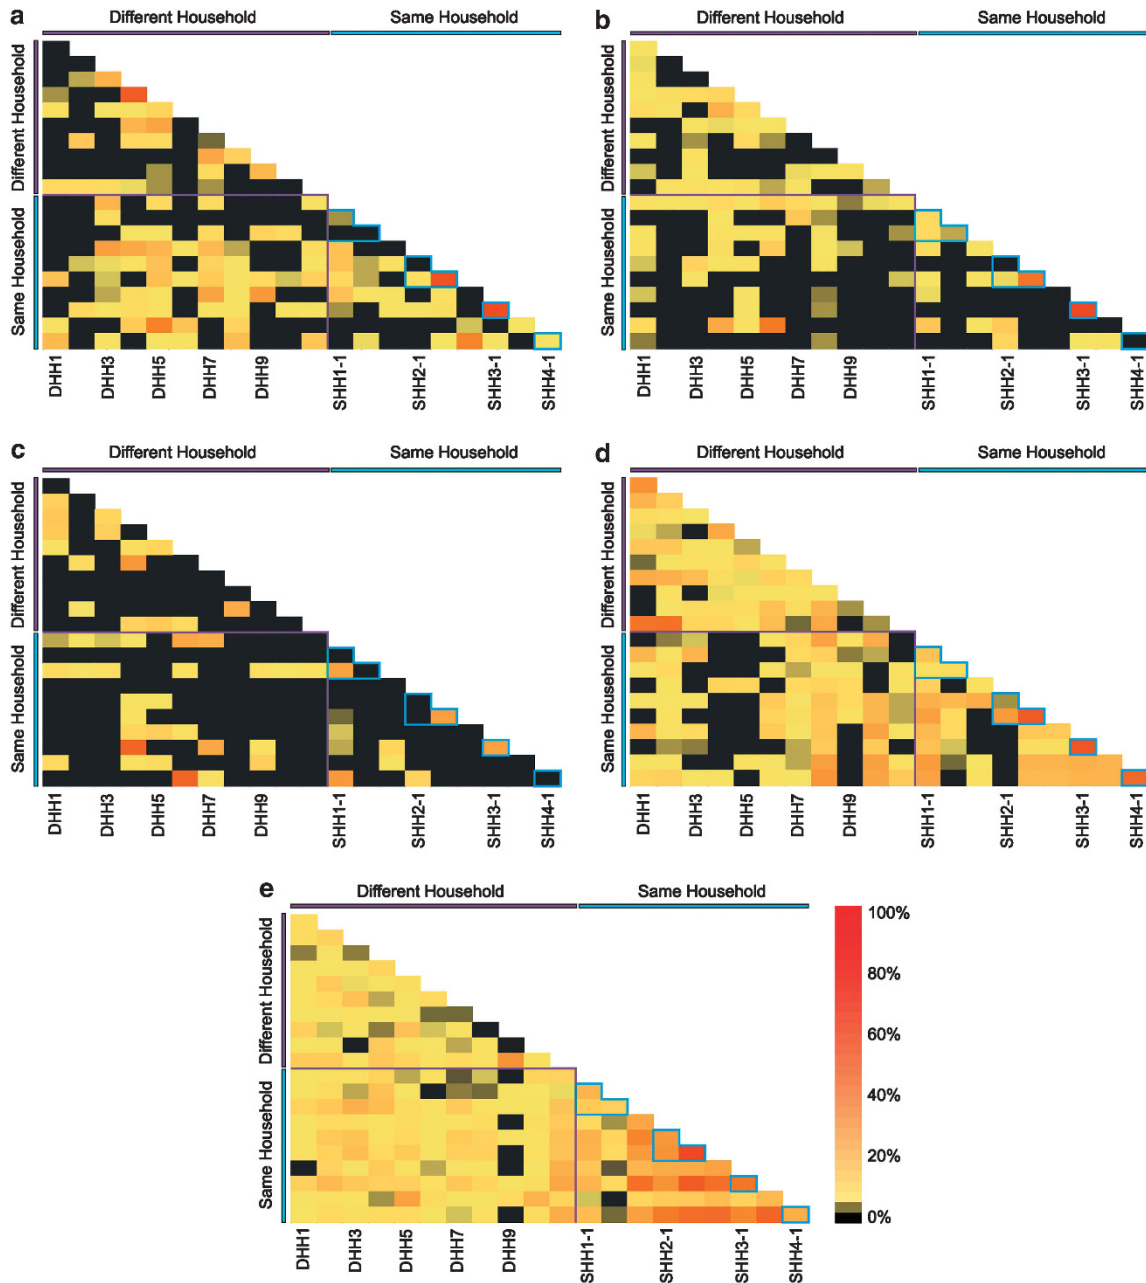 a
Different Household Same Household
Different Household
Same Household
DHH1 DHH3 DHH5 DHH7 DHH9 SHH1-1 SHH2-1 SHH3-1 SHH4-1
b
Different Household Same Household
Different Household
Same Household
DHH1 DHH3 DHH5 DHH7 DHH9 SHH1-1 SHH2-1 SHH3-1 SHH4-1
c
Different Household Same Household
Different Household
Same Household
DHH1 DHH3 DHH5 DHH7 DHH9 SHH1-1 SHH2-1 SHH3-1 SHH4-1
d
Different Household Same Household
Different Household
Same Household
DHH1 DHH3 DHH5 DHH7 DHH9 SHH1-1 SHH2-1 SHH3-1 SHH4-1
e
Different Household Same Household
Different Household
Same Household
DHH1 DHH3 DHH5 DHH7 DHH9 SHH1-1 SHH2-1 SHH3-1 SHH4-1
100%
80%
60%
40%
20%
0%